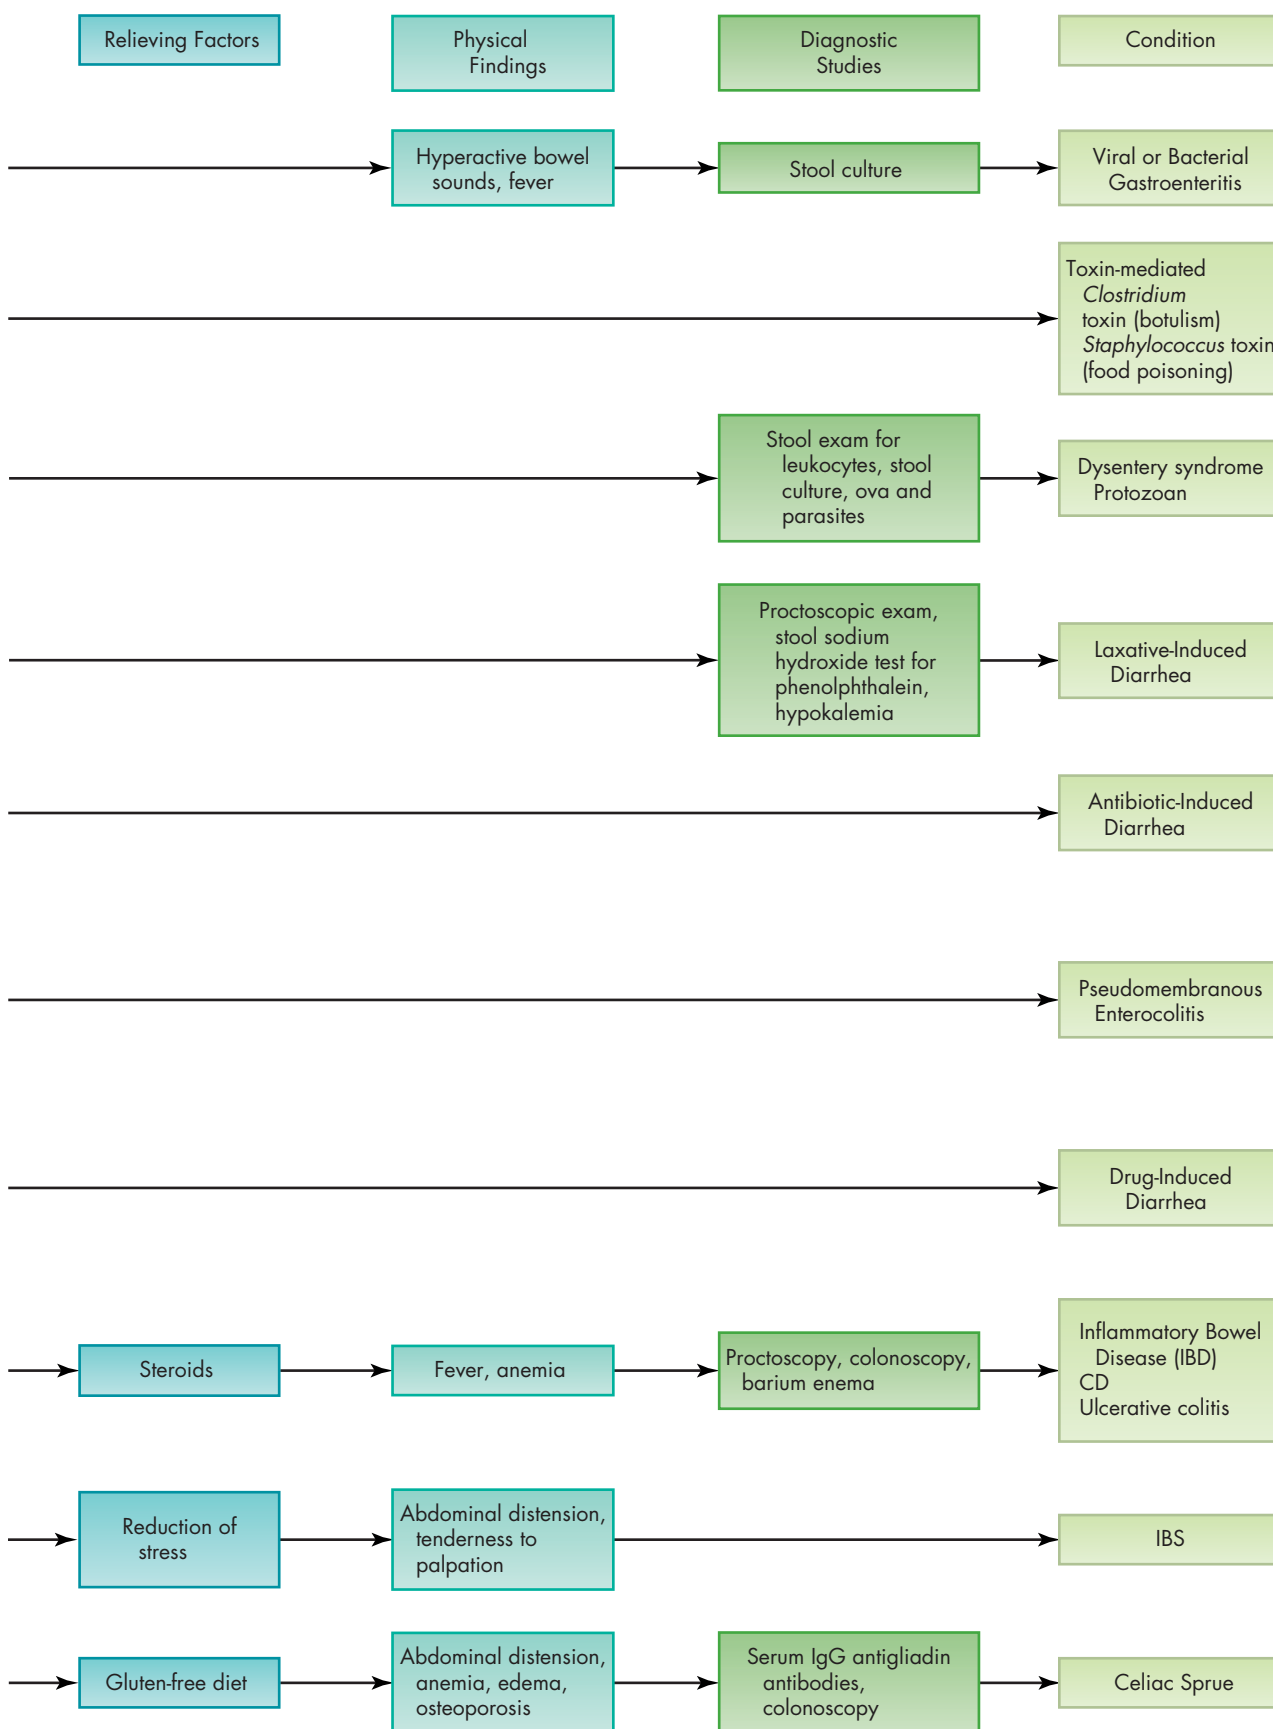 Relieving Factors
Physical
Findings
Diagnostic
Studies
Condition
Hyperactive bowel
sounds, fever
Stool culture
Viral or Bacterial
Gastroenteritis
Toxin-mediated
Clostridium
toxin (botulism)
Staphylococcus toxin
(food poisoning)
Stool exam for
leukocytes, stool
culture, ova and
parasites
Dysentery syndrome
Protozoan
Proctoscopic exam,
stool sodium
hydroxide test for
phenolphthalein,
hypokalemia
Laxative-Induced
Diarrhea
Antibiotic-Induced
Diarrhea
Pseudomembranous
Enterocolitis
Drug-Induced
Diarrhea
Steroids
Fever, anemia
Proctoscopy, colonoscopy,
barium enema
Inflammatory Bowel
Disease (IBD)
CD
Ulcerative colitis
Reduction of
stress
Abdominal distension,
tenderness to
palpation
IBS
Gluten-free diet
Abdominal distension,
anemia, edema,
osteoporosis
Serum IgG antigliadin
antibodies,
colonoscopy
Celiac Sprue